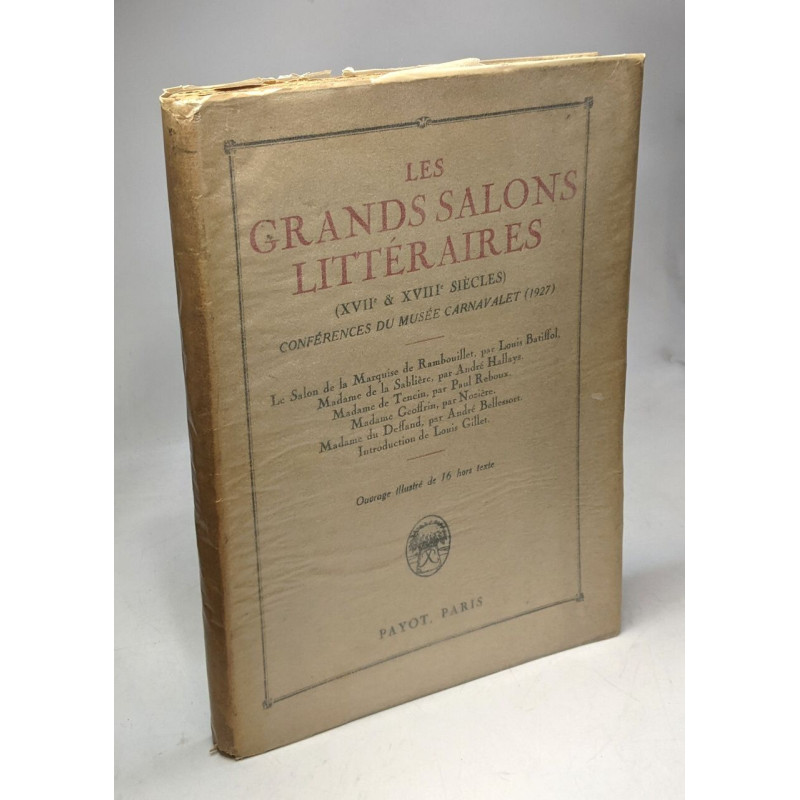 LES
GRANDS SALONS
LITTÉRAIRES
(XVIIe & XVIIIe SIÈCLES)
CONFÉRENCES DU MUSÉE CARNAVALET (1927)
Le Salon de la Marquise de Rambouillet, par Louis Batiffol.
Madame de la Sablière, par André Hallays.
Madame de Tencin, par Paul Reboux.
Madame Geoffrin, par Nozière.
Madame du Deffand, par André Bellessort.
Introduction de Louis Gillet.
Ouvrage illustré de 16 hors texte
PAYOT, PARIS